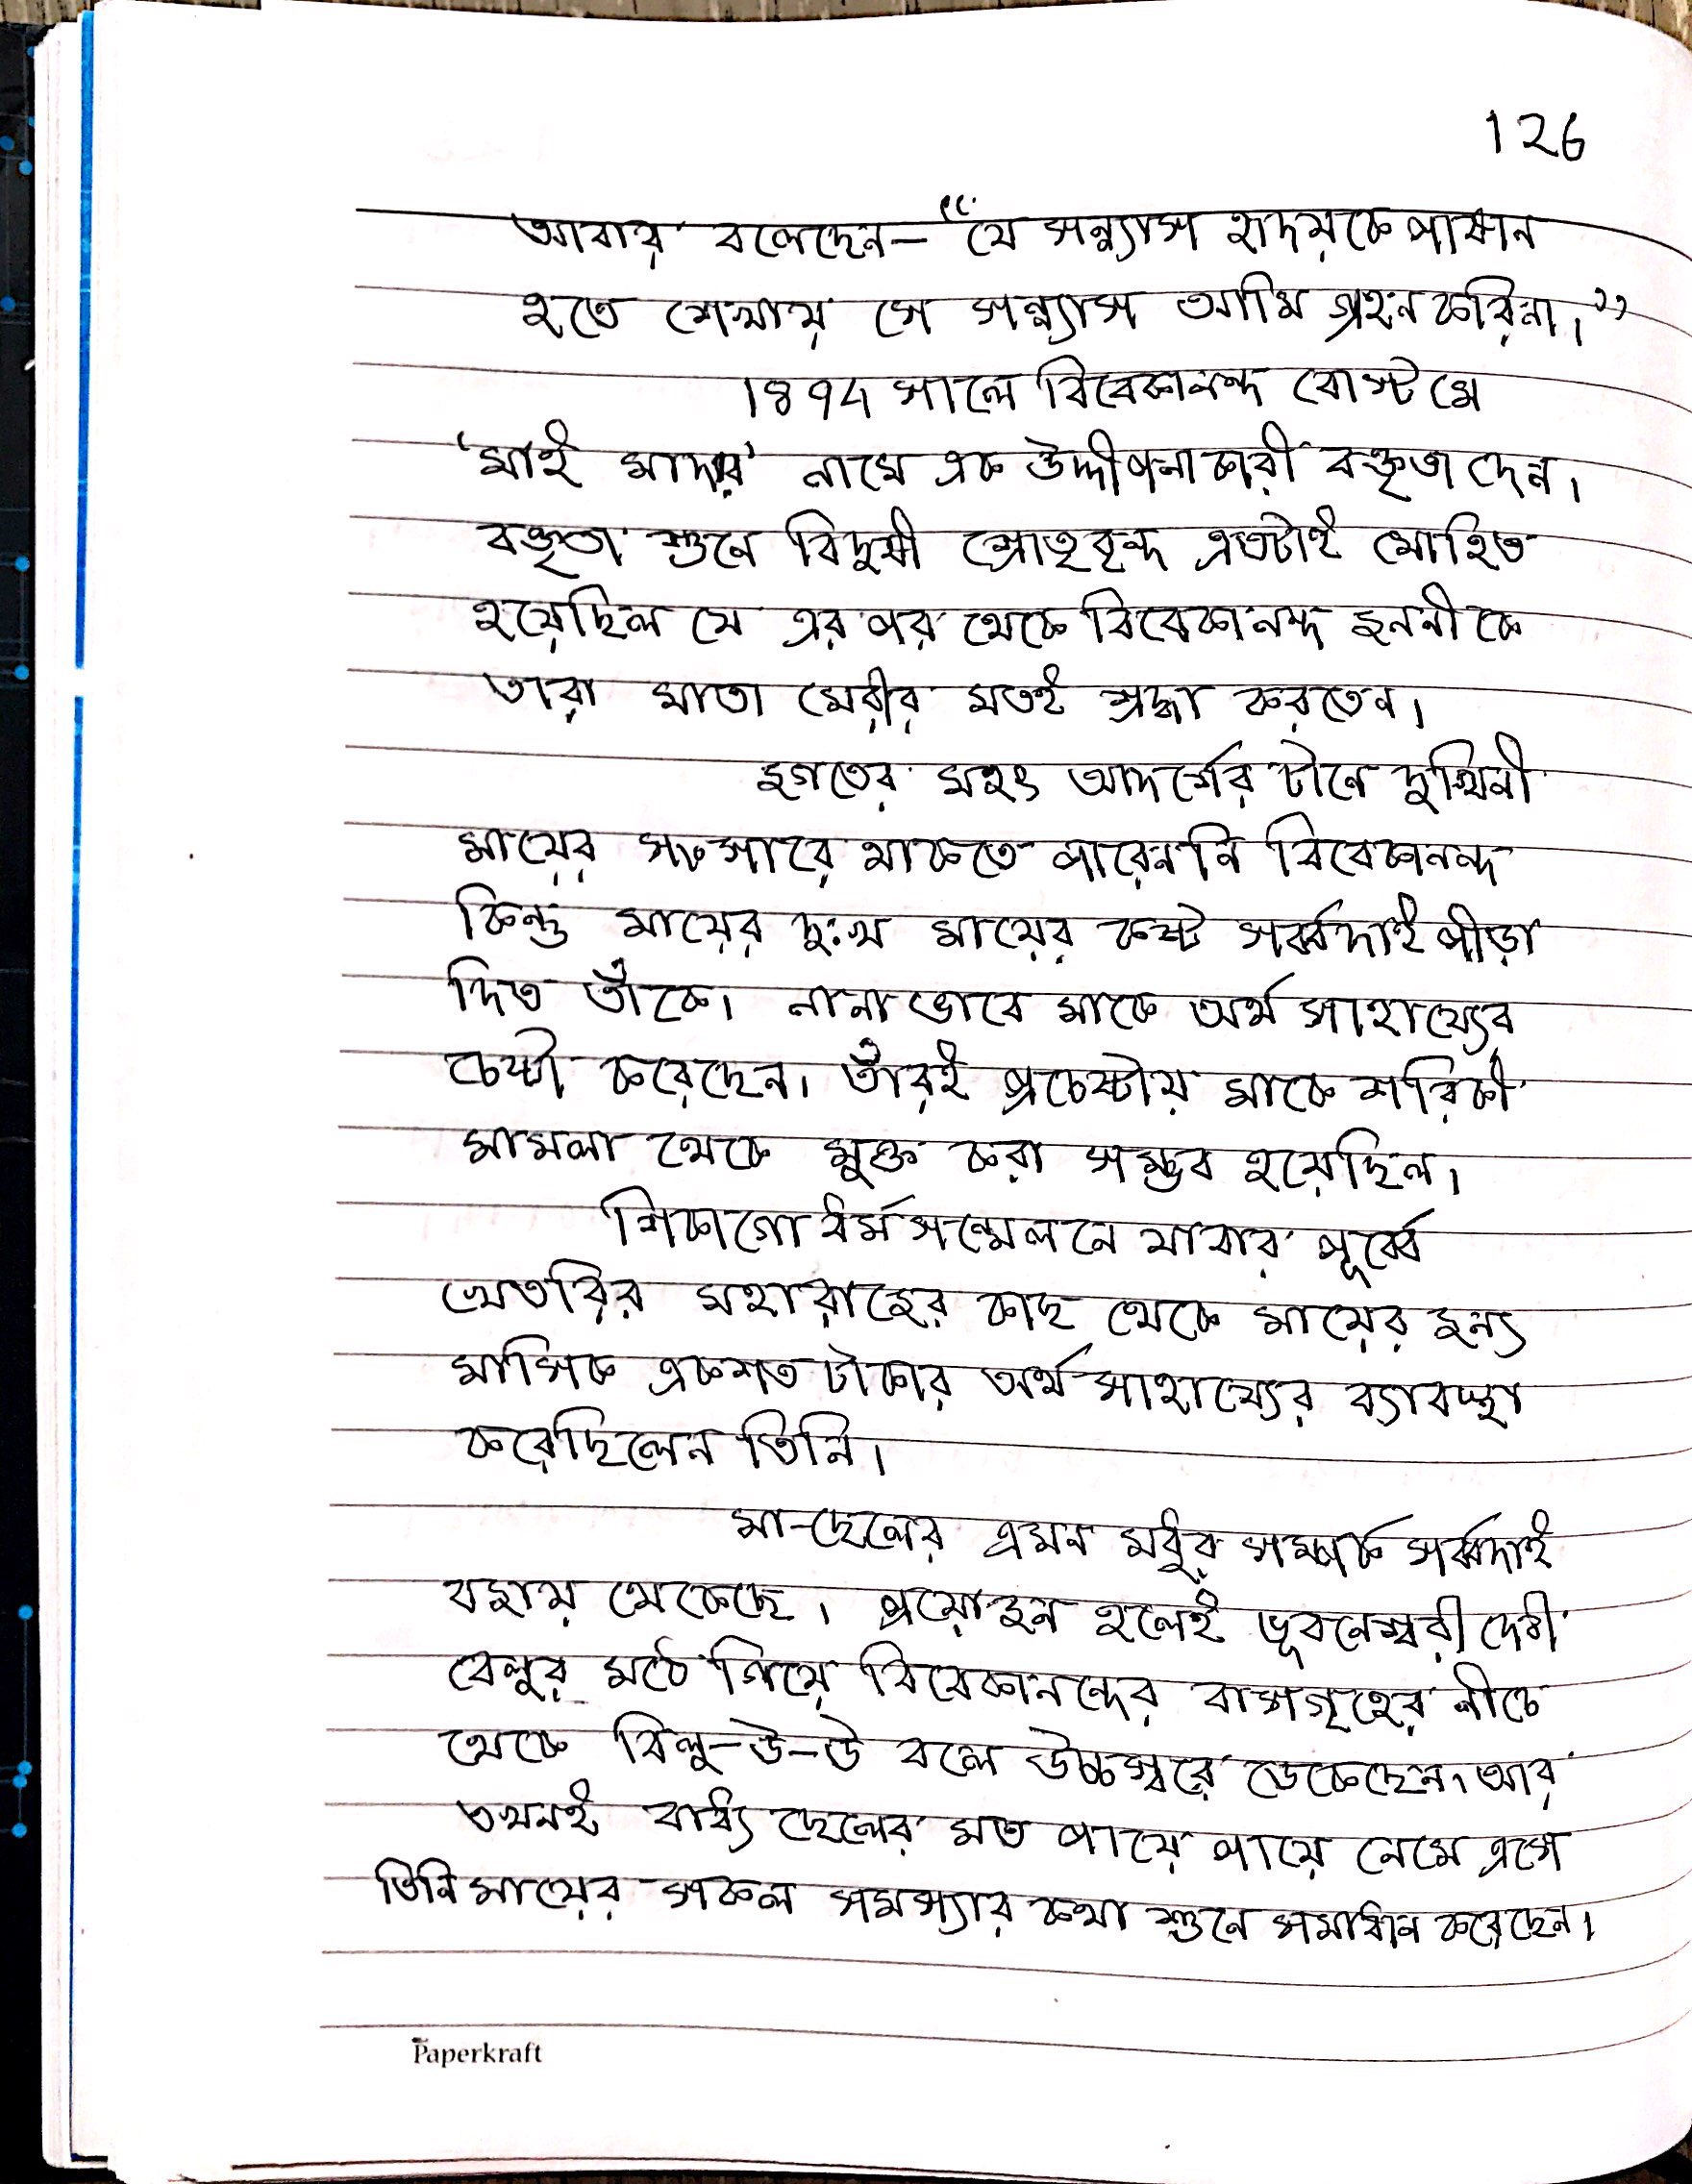 126
আবার বলেছেন— “যে সন্ন্যাস হৃদয়কে পাষান
হতে শেখায় সে সন্ন্যাস আমি গ্রহন করিনা।”
1894 সালে বিবেকানন্দ বোস্টনে
‘মাই মাদার’ নামে এক উদ্দীপনাকারী বক্তৃতা দেন।
বক্তৃতা শুনে বিদুষী শ্রোতৃবৃন্দ এতটাই মোহিত
হয়েছিল যে এর পর থেকে বিবেকানন্দ জননীকে
তারা মাতা মেরীর মতই শ্রদ্ধা করতেন।
জগতের মহৎ আদর্শের টানে দুখিনী
মায়ের সংসারে থাকতে পারেননি বিবেকানন্দ
কিন্তু মায়ের দুঃখ মায়ের কষ্ট সর্ব্বদাই পীড়া
দিত তাঁকে। নানাভাবে মাকে অর্থ সাহায্যের
চেষ্টা করেছেন। তাঁরই প্রচেষ্টায় মাকে শরিকী
মামলা থেকে মুক্ত করা সম্ভব হয়েছিল।
শিকাগো ধর্মসম্মেলনে যাবার পূর্ব্বে
খেতরির মহারাজের কাছ থেকে মায়ের জন্য
মাসিক একশত টাকার অর্থ সাহায্যের ব্যাবস্থা
করেছিলেন তিনি।
মা-ছেলের এমন মধুর সম্পর্ক সর্ব্বদাই
বজায় থেকেছে। প্রয়োজন হলেই ভূবনেশ্বরী দেবী
বেলুর মঠে গিয়ে বিবেকানন্দের বাসগৃহের নীচে
থেকে বিলু-উ-উ বলে উচ্চস্বরে ডেকেছেন। আর
তখনই বাধ্য ছেলের মত পায়ে পায়ে নেমে এসে
তিনি মায়ের সকল সমস্যার কথা শুনে সমাধান করেছেন।
Paperkraft